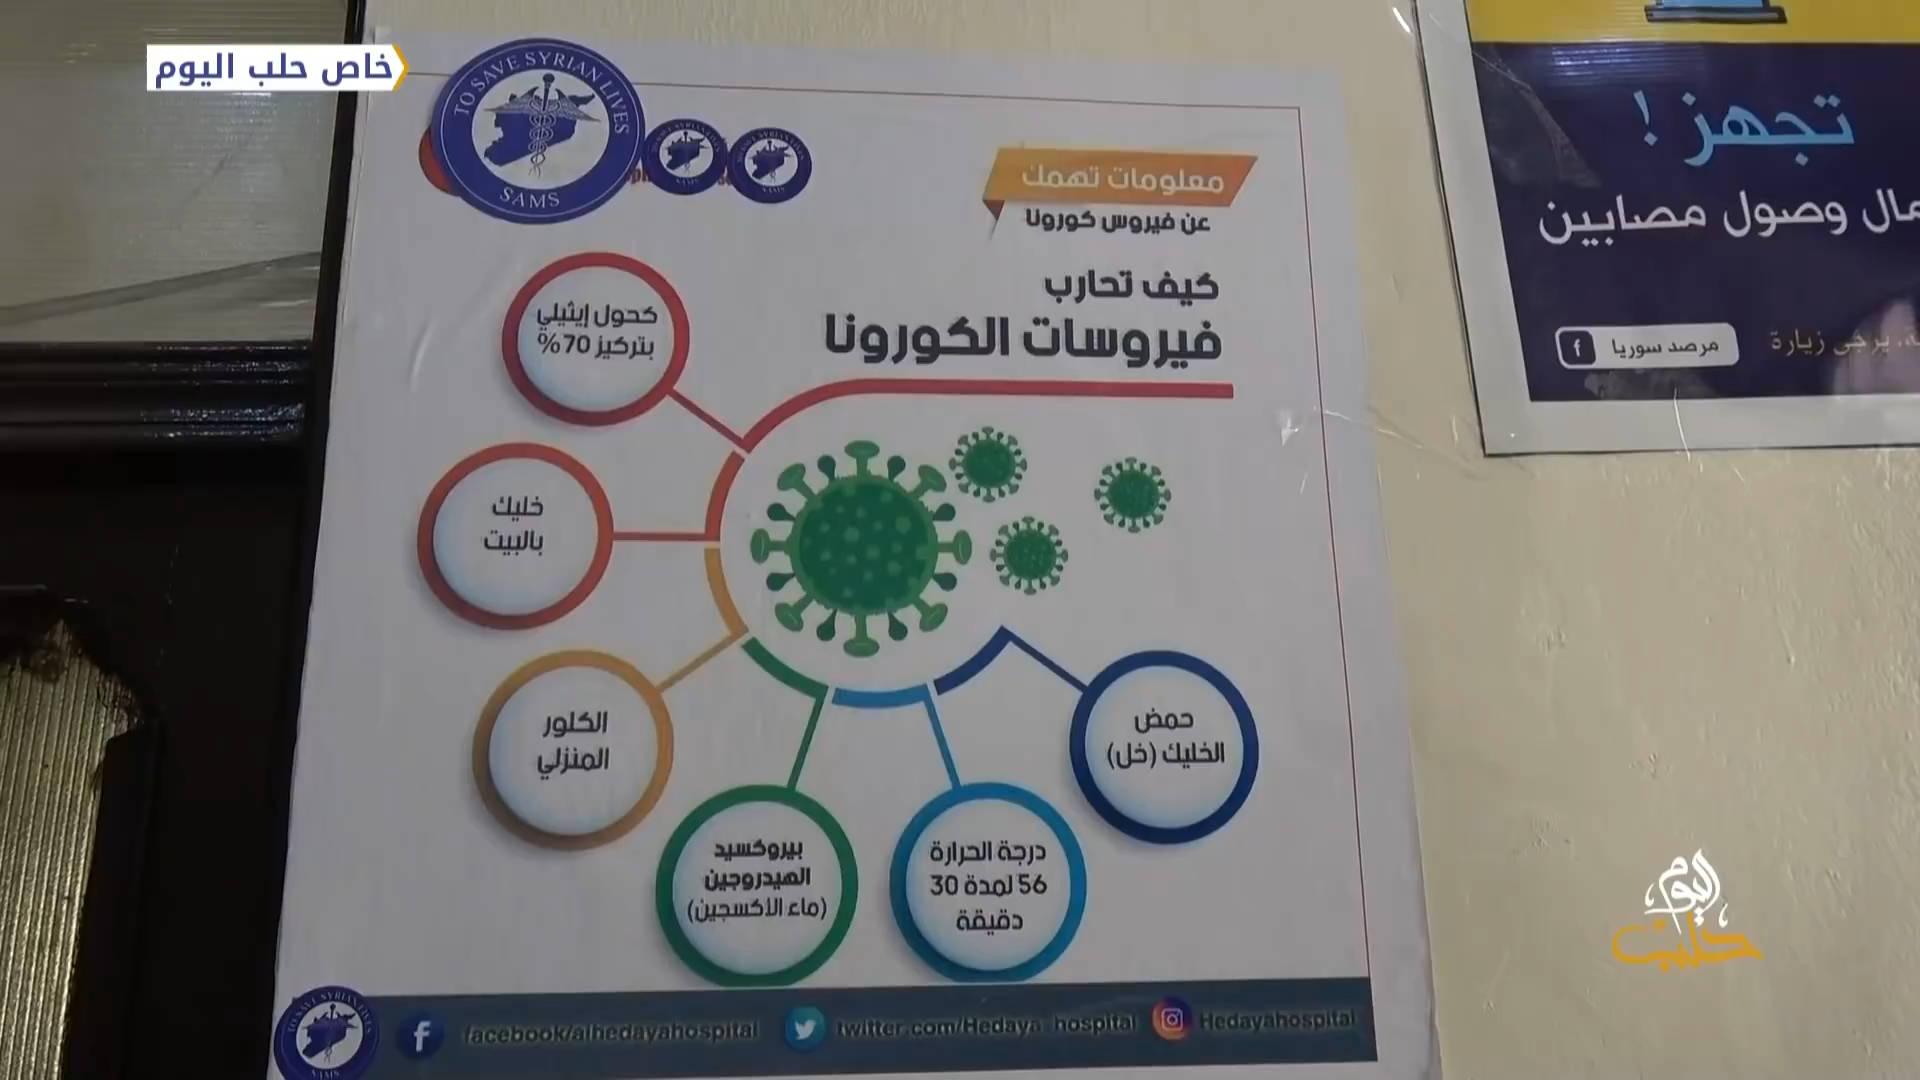 خاص حلب اليوم
TO SAVE SYRIAN LIVES
SAMS
معلومات تهمك
عن فيروس كورونا
كيف تحارب
فيروسات الكورونا
كحول إيثيلي
بتركيز 70%
خليك
بالبيت
الكلور
المنزلي
بيروكسيد
الهيدروجين
(ماء الأكسجين)
درجة الحرارة
56 لمدة 30
دقيقة
حمض
الخليك (خل)
facebook/alhedayahospital
twitter.com/Hedaya_hospital
Hedayahospital
تجهز !
وصول مصابين
يرجى زيارة
مرصد سوريا
حلب اليوم